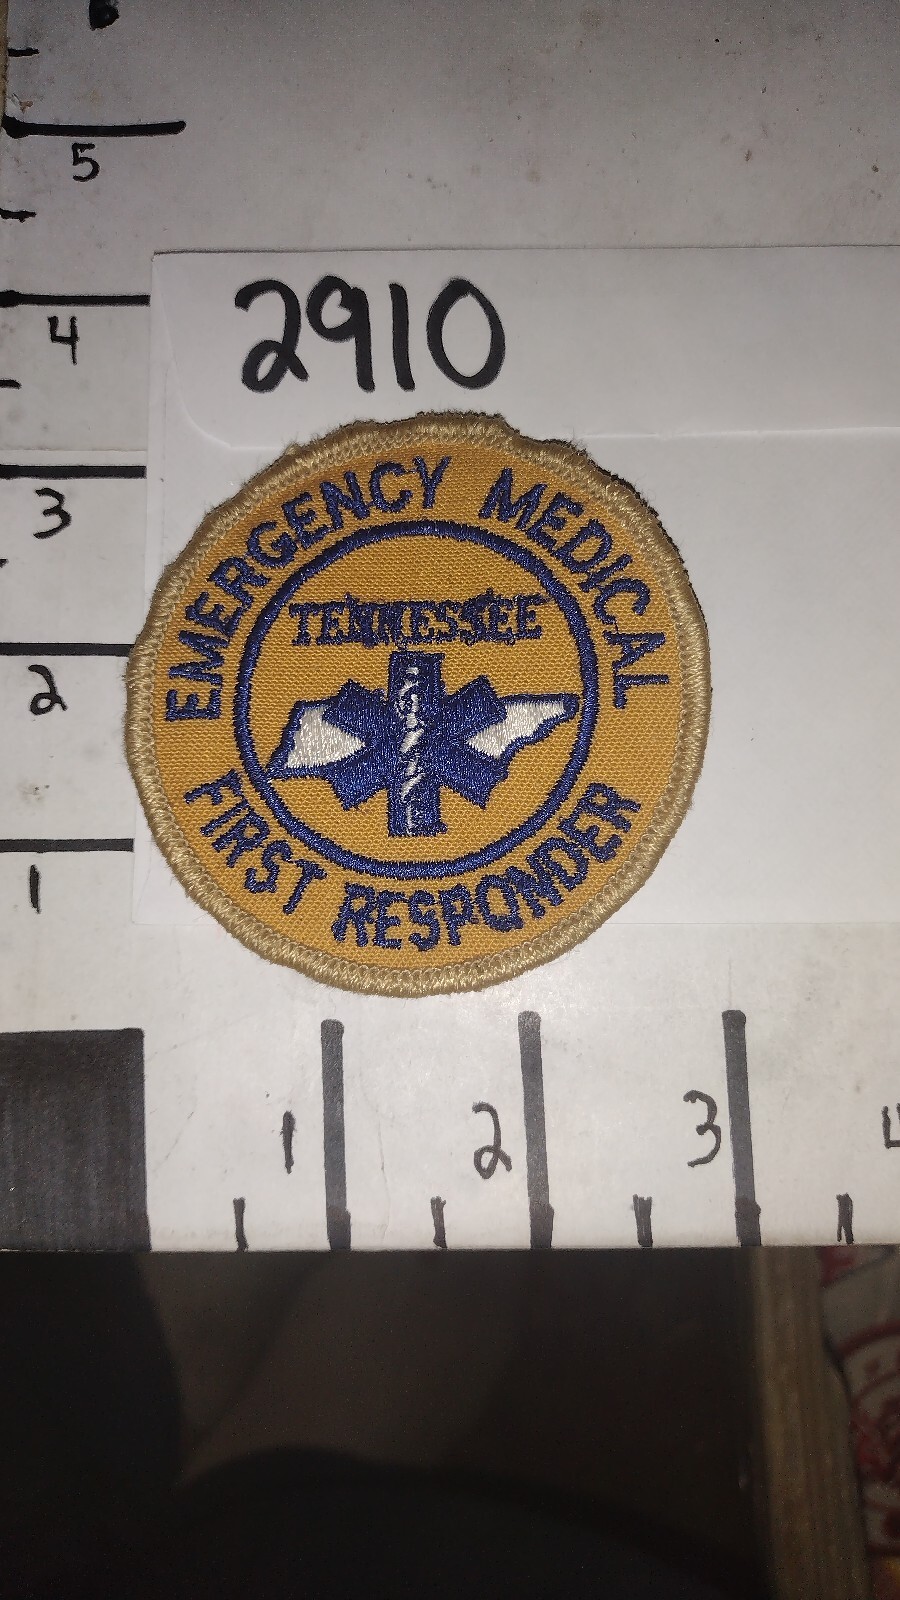 5
4
2910
3
2
1
EMERGENCY MEDICAL
TENNESSEE
FIRST RESPONDER
1 2 3